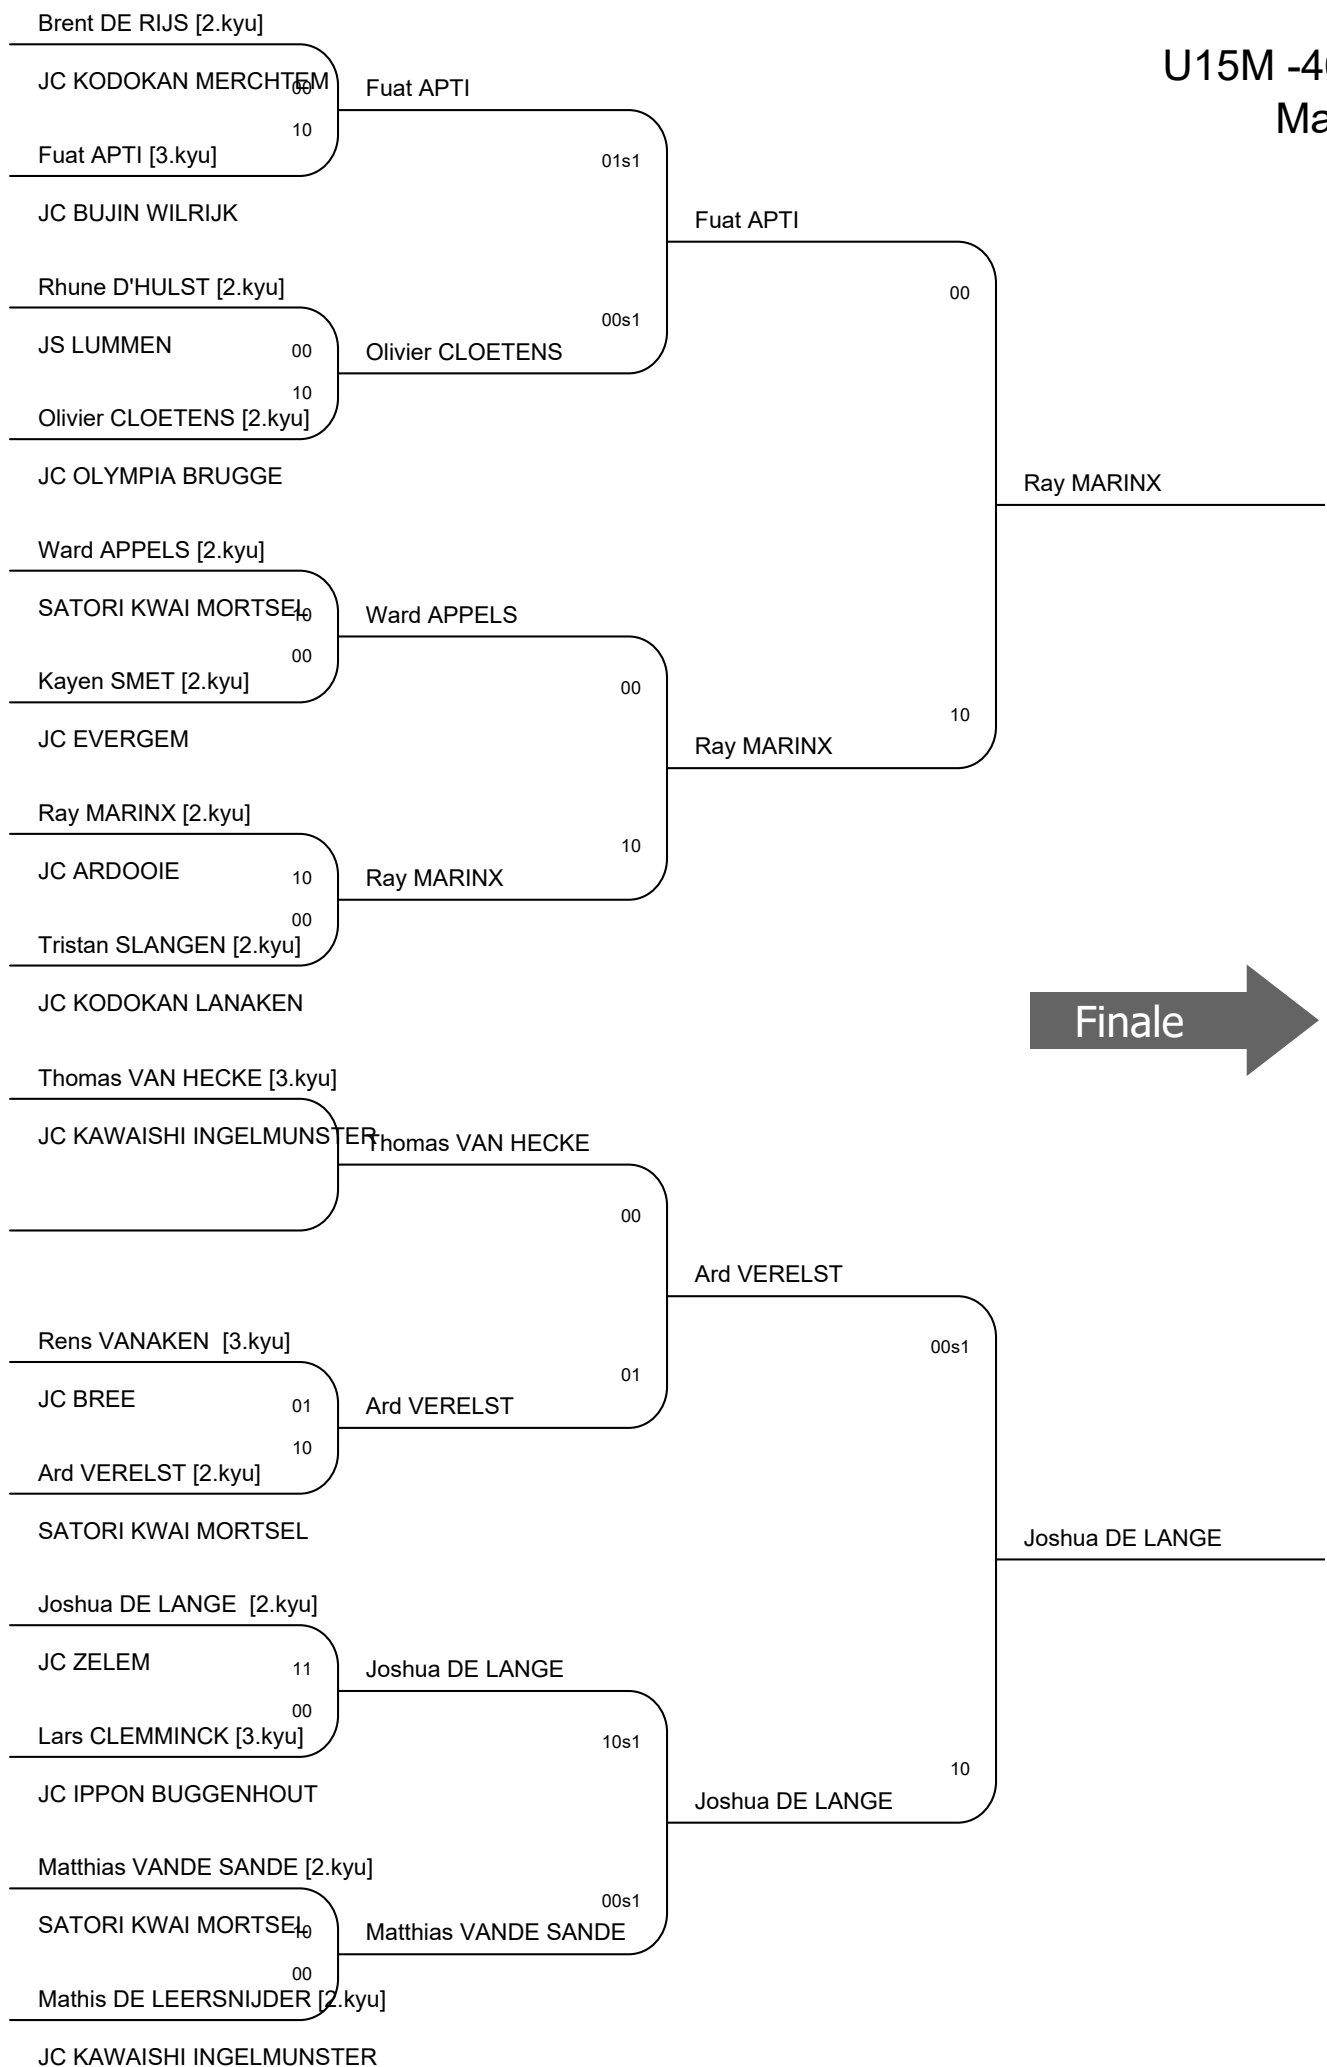 Brent DE RIJS [2.kyu]
JC KODOKAN MERCHTEM
00
Fuat APTI
U15M -4
Ma
10
Fuat APTI [3.kyu]
01s1
JC BUJIN WILRIJK
Fuat APTI
Rhune D'HULST [2.kyu]
00
00s1
JS LUMMEN
00
Olivier CLOETENS
10
Olivier CLOETENS [2.kyu]
JC OLYMPIA BRUGGE
Ray MARINX
Ward APPELS [2.kyu]
SATORI KWAI MORTSEL
10
Ward APPELS
00
Kayen SMET [2.kyu]
00
10
JC EVERGEM
Ray MARINX
Ray MARINX [2.kyu]
10
JC ARDOOIE
10
Ray MARINX
00
Tristan SLANGEN [2.kyu]
JC KODOKAN LANAKEN
Finale
Thomas VAN HECKE [3.kyu]
JC KAWAISHI INGELMUNSTER
Thomas VAN HECKE
00
Ard VERELST
Rens VANAKEN [3.kyu]
00s1
01
JC BREE
01
Ard VERELST
10
Ard VERELST [2.kyu]
SATORI KWAI MORTSEL
Joshua DE LANGE
Joshua DE LANGE [2.kyu]
JC ZELEM
11
Joshua DE LANGE
00
Lars CLEMMINCK [3.kyu]
10s1
10
JC IPPON BUGGENHOUT
Joshua DE LANGE
Matthias VANDE SANDE [2.kyu]
00s1
SATORI KWAI MORTSEL
10
Matthias VANDE SANDE
00
Mathis DE LEERSNIJDER [2.kyu]
JC KAWAISHI INGELMUNSTER